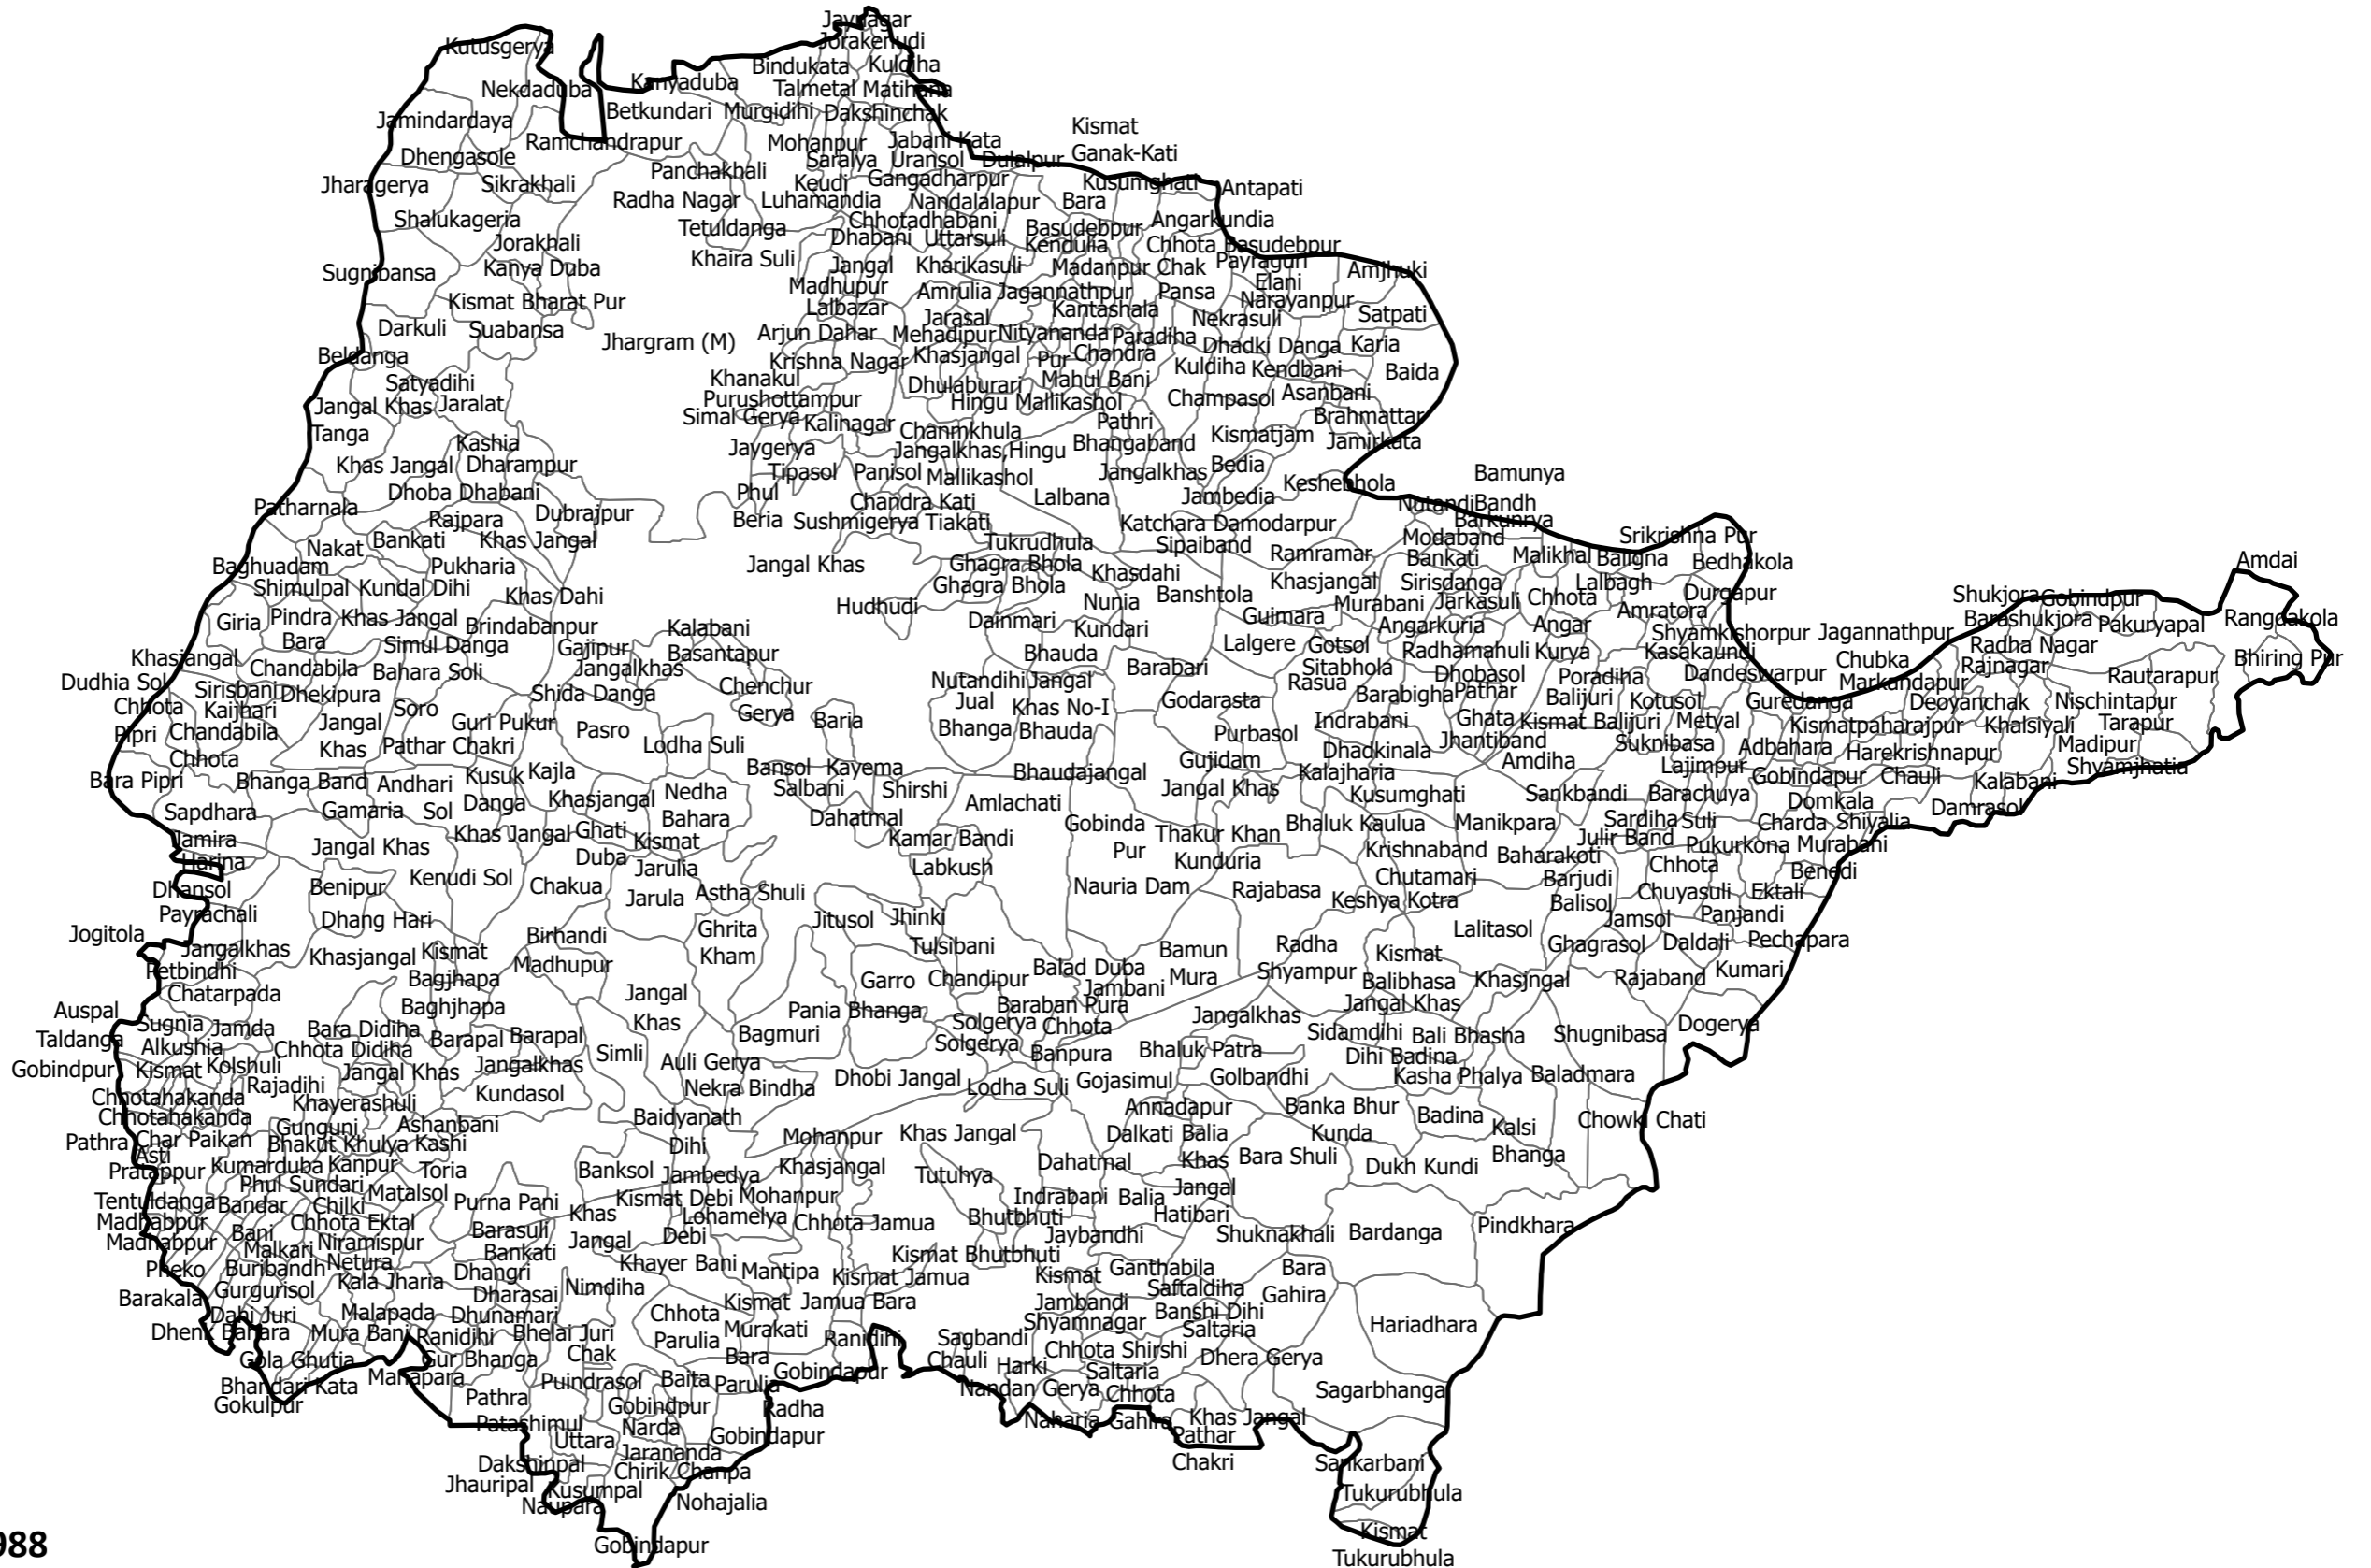 Jaynagar
Jorakenudi
Kutusgerya
Bindukata Kuldiha
Nekdaduba Kanyaduba Talmetal Matihana
Betkundari Murgidihi Dakshinchak
Jamindardaya Kismat
Ramchandrapur Mohanpur Jabani Kata
Dhengasole Saralya Uransol Dulalpur Ganak-Kati
Panchakhali
Jharagerya Sikrakhali Keudi Gangadharpur Kusumghati Antapati
Radha Nagar Luhamandia Nandalalapur Bara
Shalukageria Tetuldanga Chhotadhabani Angarkundia
Basudebpur
Jorakhali Dhabani Uttarsuli Kendulia Chhota Basudebpur
Khaira Suli Jangal Kharikasuli Madanpur Chak Payraguri
Sugnibansa Kanya Duba Amjhuki
Madhupur Amrulia Jagannathpur Pansa Elani
Kismat Bharat Pur Lalbazar Kantashala Narayanpur
Darkuli Suabansa Jarasal Nekrasuli Satpati
Jhargram (M) Arjun Dahar Mehadipur Nityananda Paradiha
Dhadki Danga Karia
Beldanga Krishna Nagar Khasjangal Pur Chandra
Kuldiha Kendbani Baida
Satyadihi Khanakul Dhulaburari Mahul Bani
Jangal Khas Jaralat Purushottampur Hingu Mallikashol Champasol Asanbani
Simal Gerya Kalinagar Pathri Brahmattar
Tanga Kashia Chanmkhula Kismatjam Jamirkata
Jaygerya Jangalkhas,Hingu Bhangaband
Khas Jangal Dharampur Tipasol Panisol Mallikashol Jangalkhas Bedia
Bamunya
Dhoba Dhabani Phul Lalbana Jambedia Keshebhola
Patharnala Chandra Kati Nutandi Bandh
Rajpara Dubrajpur Beria Sushmigerya Tiakati Katchara Damodarpur Barkunrya
Nakat Bankati Khas Jangal Tukrudhula Sipaiband Modaband Srikrishna Pur
Baghuadam Pukharia Jangal Khas Ghagra Bhola Ramramar Bankati Malikhal Baligna Bedhakola Amdai
Shimulpal Kundal Dihi Ghagra Bhola Khasdahi Khasjangal Sirisdanga Lalbagh
Khas Dahi Hudhudi Nunia Banshtola Murabani Jarkasuli Chhota Durgapur Shukjora Gobindpur
Giria Pindra Khas Jangal Dainmari Guimara Amratora Barashukjora Pakuryapal Rangdakola
Brindabanpur Kalabani Kundari Angarkuria Angar
Bara Simul Danga Gajipur Basantapur Bhauda Lalgere Gotsol Radhamahuli Kurya Shyamkishorpur Jagannathpur Radha Nagar
Khasjangal Chandabila Bahara Soli Jangalkhas Barabari Sitabhola Kasakaundi Chubka Rajnagar Bhiring Pur
Dudhia Sol Sirisbani Dhekipura Shida Danga Chenchur Nutandihi Jangal Rasua Dhobasol Poradiha Dandeswarpur Markandapur Rautarapur
Chhota Kaijhari Soro Gerya Jual Khas No-I Godarasta Barabigha Pathar Balijuri Kotusol Guredanga Deoyanchak Nischintapur
Pipri Chandabila Jangal Guri Pukur Pasro Baria Bhanga Bhauda Indrabani Ghata Kismat Balijuri Metyal Kismatpaharajpur Khalsiyali Tarapur
Chhota Khas Pathar Chakri Lodha Suli Purbasol Dhadkinala Jhantiband Suknibasa Adbahara Harekrishnapur Madipur
Bara Pipri Bhanga Band Andhari Kusuk Kajla Bansol Kayema Bhaudajangal Gujidam Kalajharia Amdiha Lajimpur Gobindapur Chauli Kalabani Shyamjhatia
Sapdhara Gamaria Sol Danga Khasjangal Nedha Salbani Shirshi Amlachati Jangal Khas Kusumghati Sankbandi Barachuya Domkala Damrasol
Jamira Khas Jangal Ghati Bahara Dahatmal Kamar Bandi Gobinda Thakur Khan Bhaluk Kaulua Manikpara Sardiha Suli Charda Shiyalia
Harina Jangal Khas Duba Kismat Labkush Pur Kunduria Krishnaband Baharakoti Julir Band Pukurkona Murabani
Dhansol Benipur Kenudi Sol Chakua Jarulia Nauria Dam Rajabasa Chutamari Barjudi Chhota Benedi
Payrachali Dhang Hari Jarula Astha Shuli Jitusol Jhinki Keshya Kotra Balisol Chuyasuli Ektali
Jogitola Jangalkhas Birhandi Ghrita Tulsibani Bamun Radha Lalitasol Jamsol Panjandi
Petbindhi Khasjangal Kismat Madhupur Kham Garro Chandipur Balad Duba Mura Shyampur Kismat Ghagrasol Daldali Pechapara
Chatarpada Bagjhapa Jangal Jambani Balibhasa Khasjngal Rajaband Kumari
Auspal Sugnia Jamda Baghjhapa Khas Pania Bhanga Baraban Pura Jangalkhas Jangal Khas
Taldanga Alkushia Bara Didiha Barapal Barapal Bagmuri Solgerya Chhota Sidamdihi Bali Bhasha Shugnibasa Dogerya
Gobindpur Kismat Kolshuli Chhota Didiha Jangalkhas Simli Auli Gerya Solgerya Banpura Bhaluk Patra Dihi Badina
Rajadihi Jangal Khas Kundasol Nekra Bindha Dhobi Jangal Lodha Suli Gojasimul Golbandhi Kasha Phalya Baladmara
Chhotahakanda Khayerashuli Baidyanath Annadapur Banka Bhur Badina Chowki Chati
Chhotahakanda Gunguni Ashanbani Mohanpur Khas Jangal Dalkati Balia Kunda Kalsi
Pathra Char Paikan Bhakut Khulya Kashi Dihi
Asti Kumarduba Kanpur Toria Banksol Jambedya Khasjangal Tutuhya Dahatmal Khas Bara Shuli Dukh Kundi Bhanga
Pratappur Phul Sundari Matalsol Purna Pani Kismat Debi Mohanpur Indrabani Balia Jangal
Tentuldanga Bandar Chilki Khas Lohamelya Chhota Jamua Bhutbhuti Hatibari
Madhabpur Bani Chhota Ektal Barasuli Jangal Debi Jaybandhi Shuknakhali Bardanga Pindkhara
Madhabpur Malkari Niramispur Bankati Khayer Bani Kismat Bhutbhuti
Pheko Buribandh Netura Dhangri Nimdiha Mantipa Kismat Jamua Kismat Ganthabila Bara
Barakala Gurgurisol Kala Jharia Dharasai Chhota Kismat Jamua Bara Jambandi Saftaldiha Gahira
Dahi Juri Malapada Dhunamari Parulia Murakati Shyamnagar Banshi Dihi Hariadhara
Dhenk Bahara Mura Bani Ranidihi Bhelai Juri Ranidihi Sagbandi Saltaria
Gola Ghutia Gur Bhanga Chak Bara Gobindapur Chauli Harki Chhota Shirshi Dhera Gerya
Bhandari Kata Mahapara Puindrasol Baita Parulia Nandan Gerya Saltaria Sagarbhanga
Gokulpur Pathra Gobindpur Radha Chhota
Patashimul Narda Naharia Gahira Khas Jangal
Uttara Jarananda Gobindapur Pathar
Dakshinpal Chirik Chanpa Chakri Sankarbani
Jhauripal Kusumpal Nohajalia Tukurubhula
Naupara
Gobindapur Kismat
Tukurubhula
988